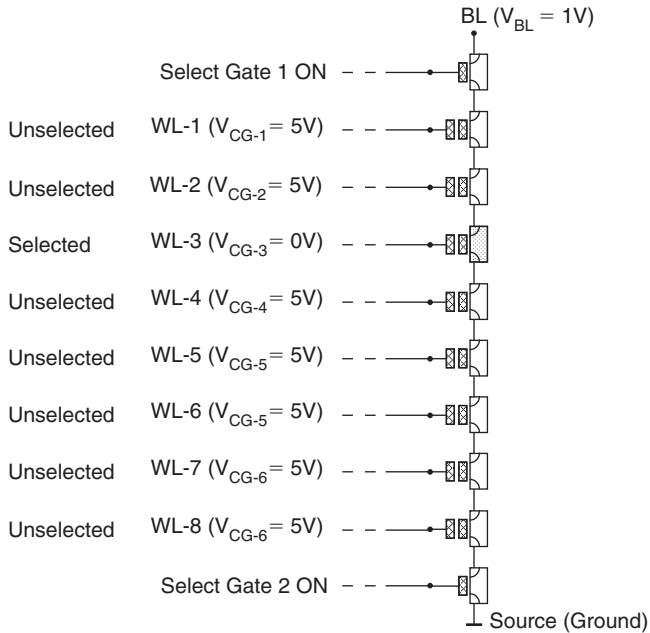 BL (V_BL = 1V)
Select Gate 1 ON
Unselected WL-1 (V_CG-1 = 5V)
Unselected WL-2 (V_CG-2 = 5V)
Selected WL-3 (V_CG-3 = 0V)
Unselected WL-4 (V_CG-4 = 5V)
Unselected WL-5 (V_CG-5 = 5V)
Unselected WL-6 (V_CG-5 = 5V)
Unselected WL-7 (V_CG-6 = 5V)
Unselected WL-8 (V_CG-6 = 5V)
Select Gate 2 ON
Source (Ground)